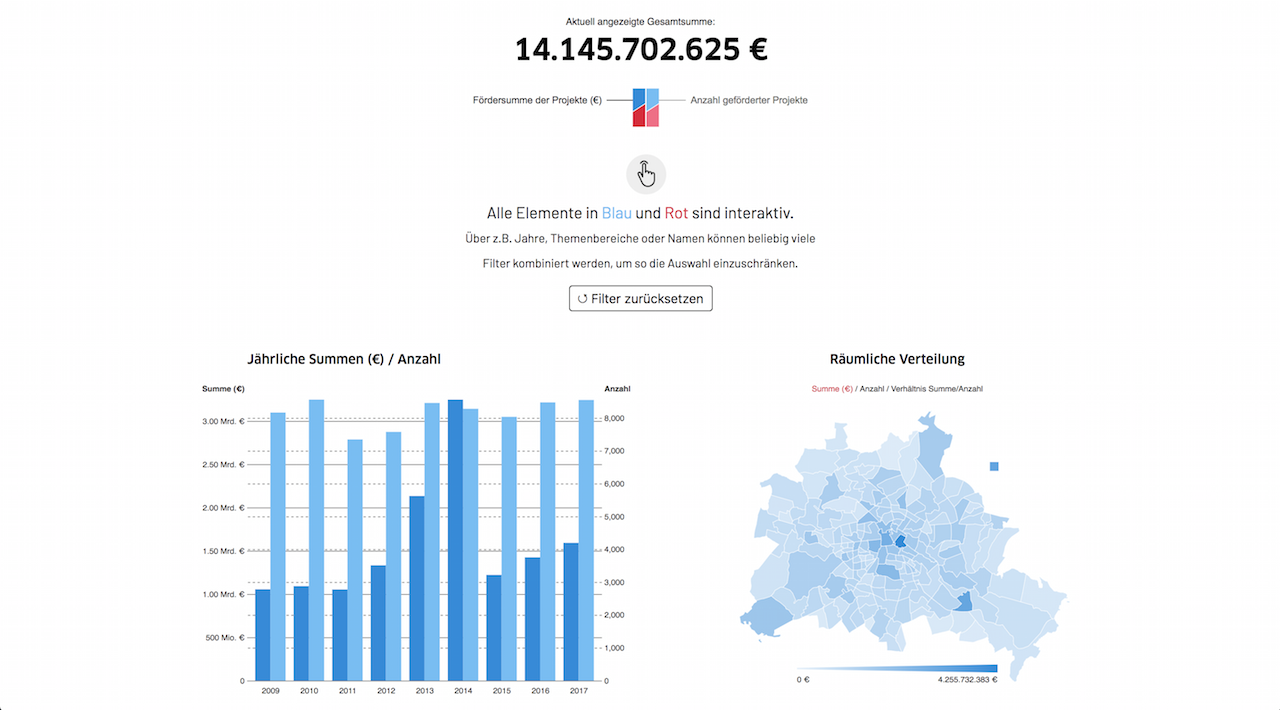 Aktuell angezeigte Gesamtsumme:
14.145.702.625 €
Fördersumme der Projekte (€)
Anzahl geförderter Projekte
Alle Elemente in Blau und Rot sind interaktiv.
Über z.B. Jahre, Themenbereiche oder Namen können beliebig viele
Filter kombiniert werden, um so die Auswahl einzuschränken.
Filter zurücksetzen
Jährliche Summen (€) / Anzahl
Summe (€)
Anzahl
3.00 Mrd. €
2.50 Mrd. €
2.00 Mrd. €
1.50 Mrd. €
1.00 Mrd. €
500 Mio. €
0
8,000
7,000
6,000
5,000
4,000
3,000
2,000
1,000
0
2009 2010 2011 2012 2013 2014 2015 2016 2017
Räumliche Verteilung
Summe (€) / Anzahl / Verhältnis Summe/Anzahl
0 €
4.255.732.383 €